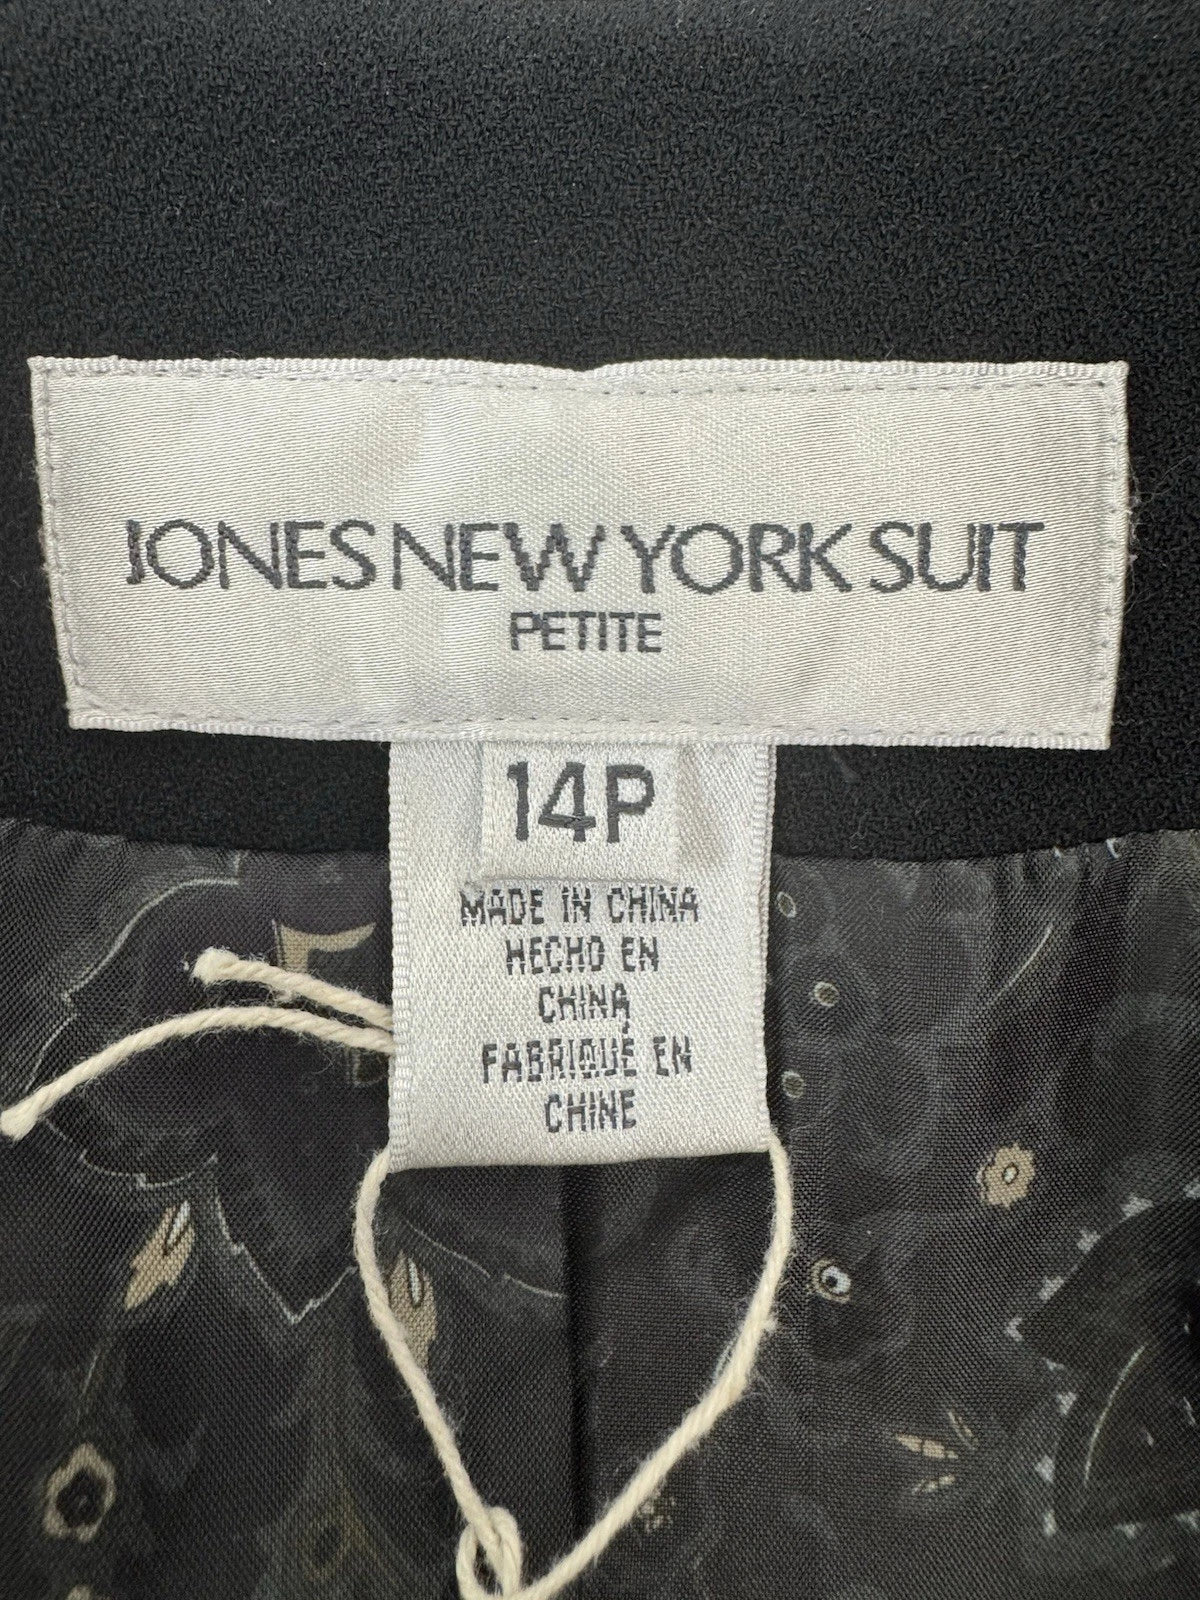 JONES NEW YORK SUIT
PETITE
14P
MADE IN CHINA
HECHO EN
CHINA
FABRIQUÉ EN
CHINE